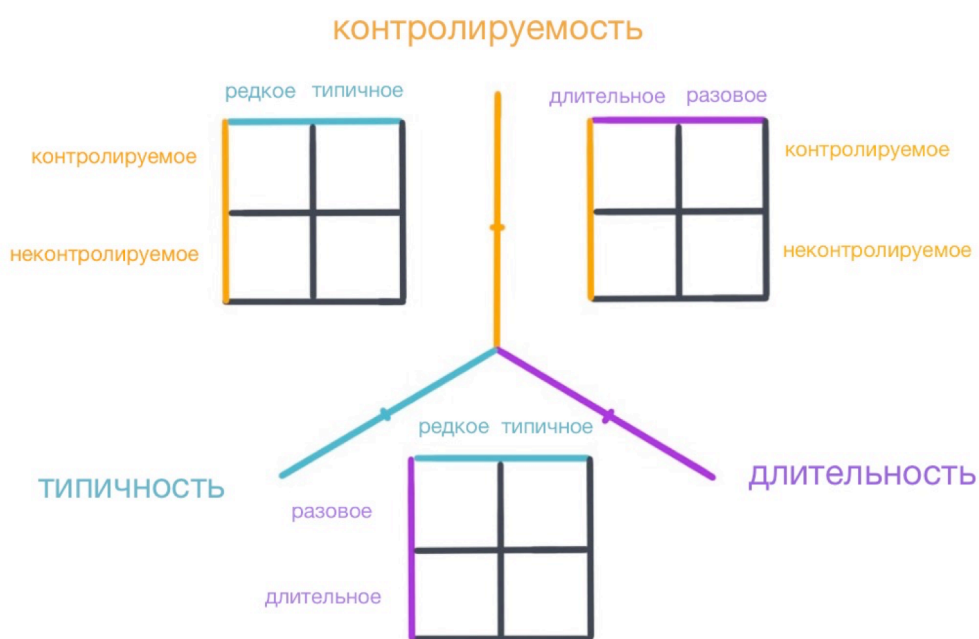 контролируемость
редкое типичное
контролируемое
неконтролируемое
длительное разовое
контролируемое
неконтролируемое
типичность
длительность
редкое типичное
разовое
длительное